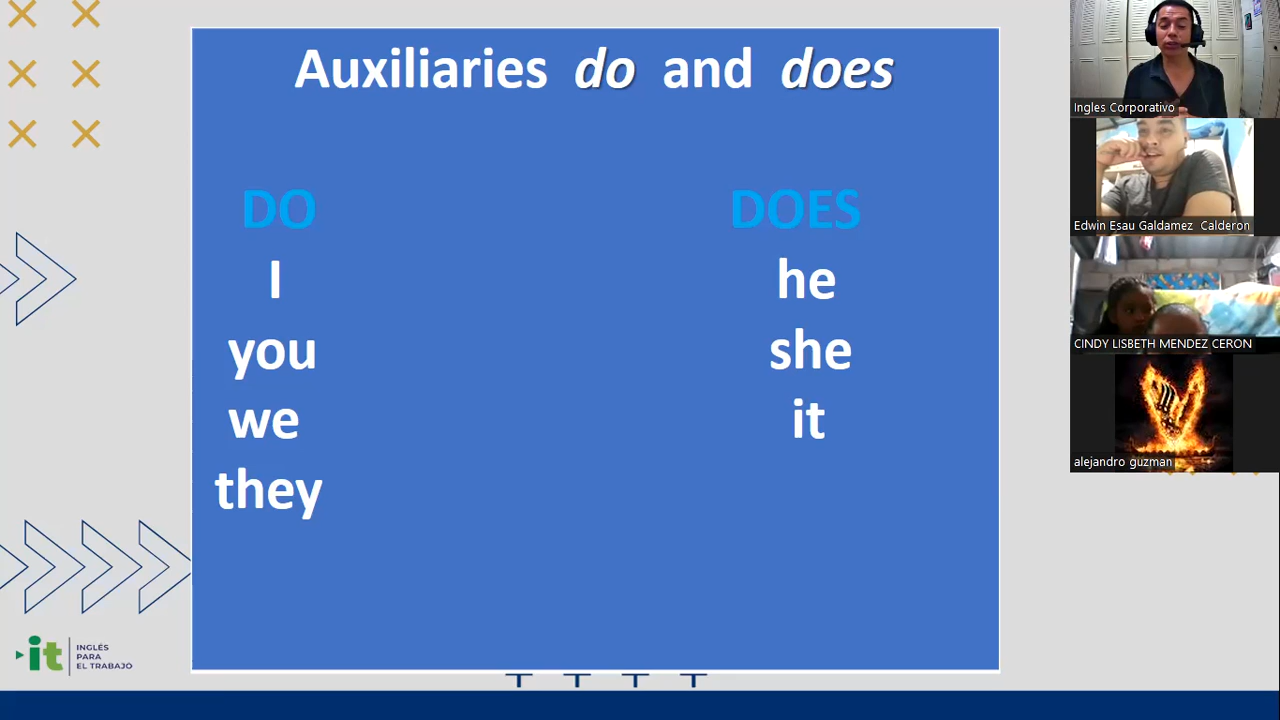 Auxiliaries do and does
DO
I
you
we
they
DOES
he
she
it
it
INGLÉS
PARA
EL TRABAJO
Ingles Corporativo
Edwin Esau Galdamez Calderon
CINDY LISBETH MENDEZ CERON
alejandro guzman